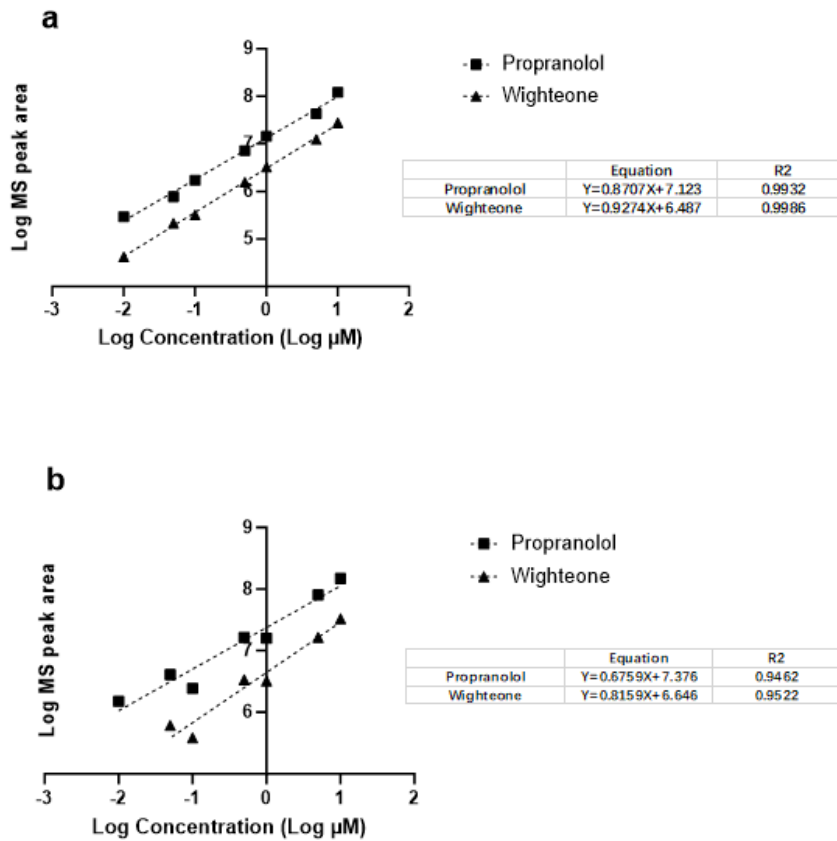 a
9
8
7
6
5
-3 -2 -1 0 1 2
Log MS peak area
Log Concentration (Log µM)
Propranolol
Wighteone
Equation R2
Propranolol Y=0.8707X+7.123 0.9932
Wighteone Y=0.9274X+6.487 0.9986
b
9
8
7
6
-3 -2 -1 0 1 2
Log MS peak area
Log Concentration (Log µM)
Propranolol
Wighteone
Equation R2
Propranolol Y=0.6759X+7.376 0.9462
Wighteone Y=0.8159X+6.646 0.9522